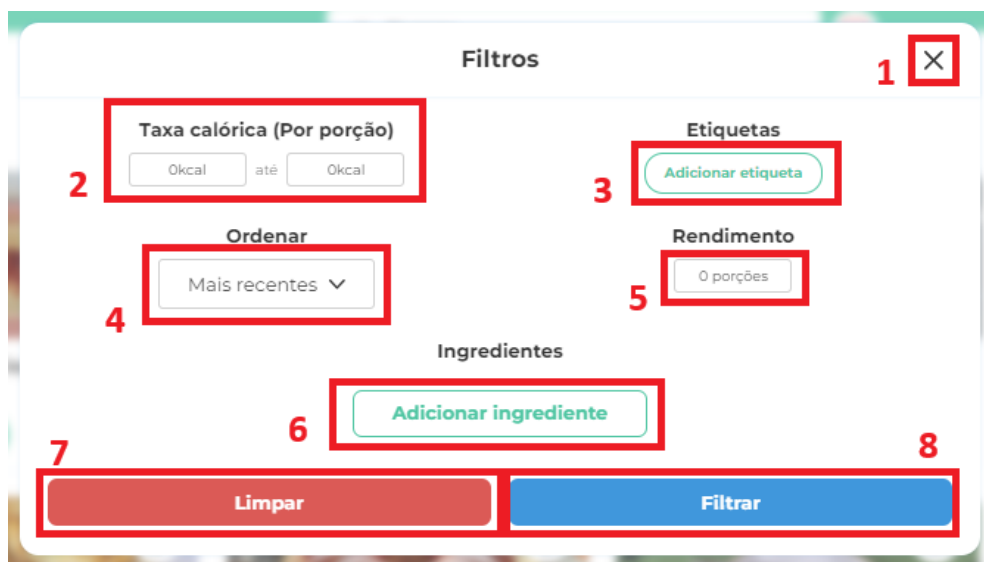 Filtros
1
Taxa calórica (Por porção)
0kcal até 0kcal
2
Etiquetas
Adicionar etiqueta
3
Ordenar
Mais recentes
4
Rendimento
0 porções
5
Ingredientes
Adicionar ingrediente
6
7
Limpar
8
Filtrar